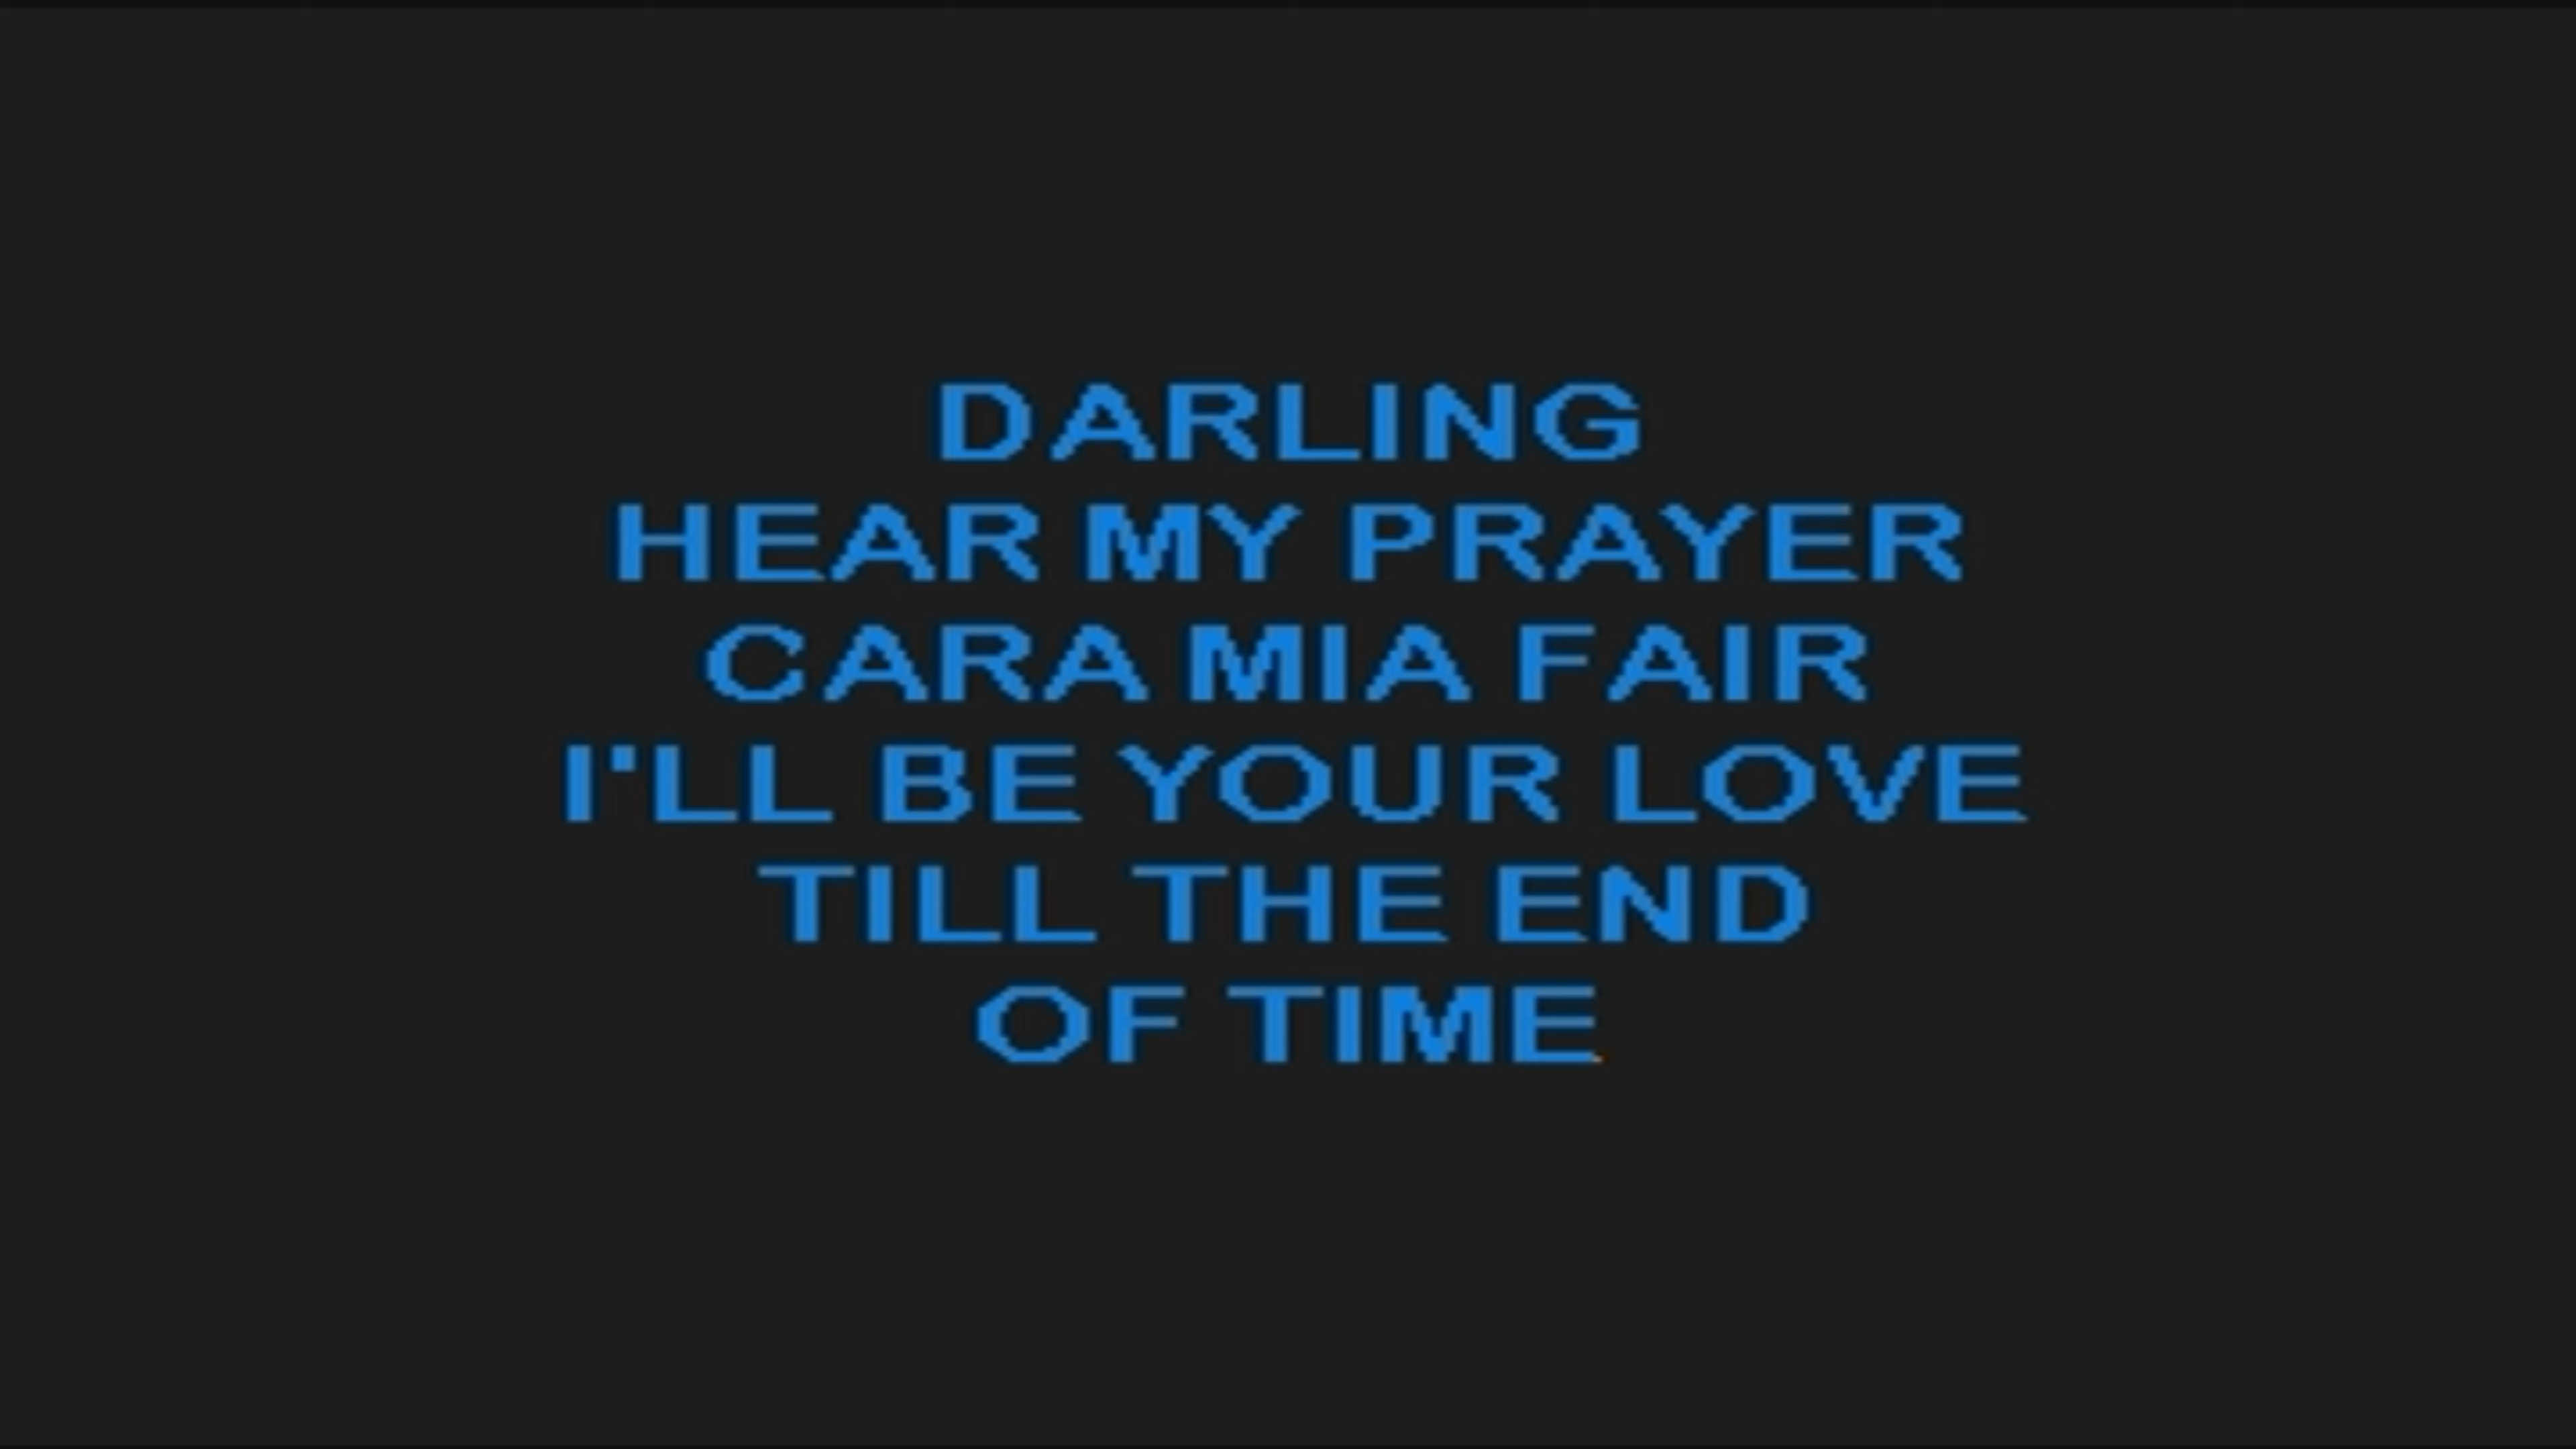 DARLING
HEAR MY PRAYER
CARA MIA FAIR
I'LL BE YOUR LOVE
TILL THE END
OF TIME